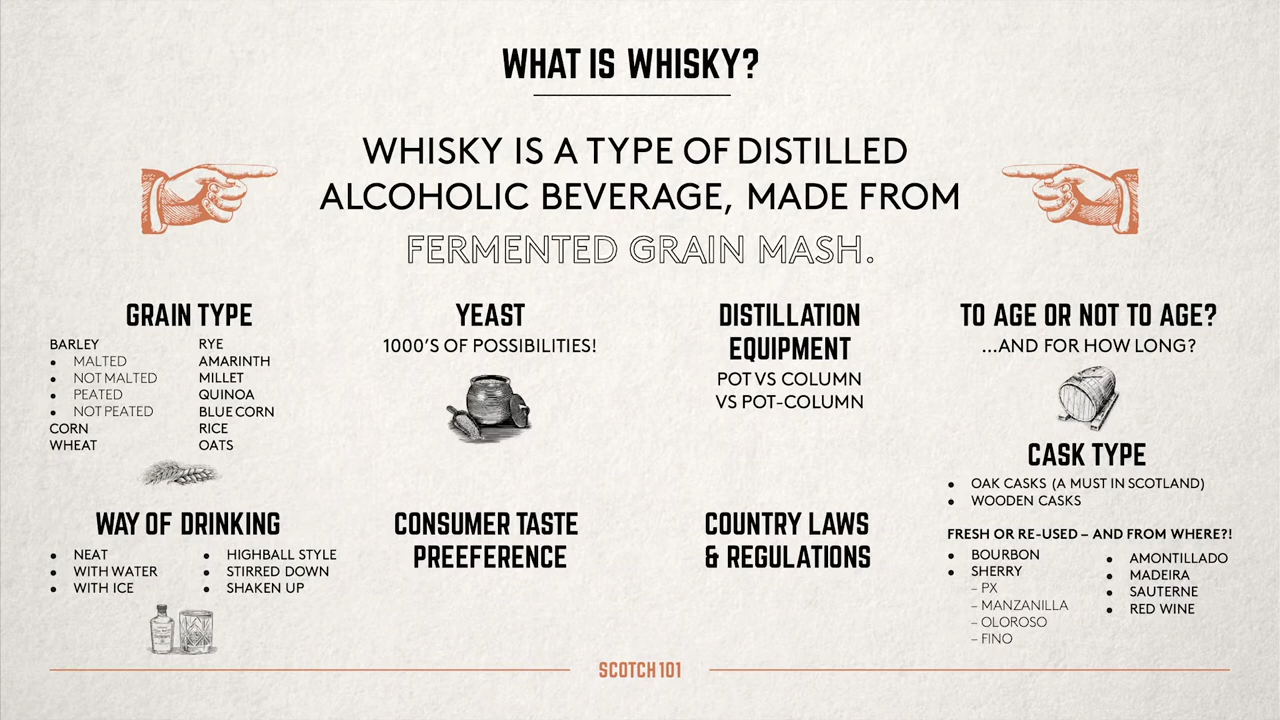 WHAT IS WHISKY?
WHISKY IS A TYPE OF DISTILLED
ALCOHOLIC BEVERAGE, MADE FROM
FERMENTED GRAIN MASH.
GRAIN TYPE
BARLEY
• MALTED
• NOT MALTED
• PEATED
• NOT PEATED
CORN
WHEAT
RYE
AMARINTH
MILLET
QUINOA
BLUE CORN
RICE
OATS
YEAST
1000'S OF POSSIBILITIES!
DISTILLATION
EQUIPMENT
POT VS COLUMN
VS POT-COLUMN
TO AGE OR NOT TO AGE?
...AND FOR HOW LONG?
CASK TYPE
• OAK CASKS (A MUST IN SCOTLAND)
• WOODEN CASKS
FRESH OR RE-USED – AND FROM WHERE?!
• BOURBON
• SHERRY
– PX
– MANZANILLA
– OLOROSO
– FINO
• AMONTILLADO
• MADEIRA
• SAUTERNE
• RED WINE
WAY OF DRINKING
• NEAT
• WITH WATER
• WITH ICE
• HIGHBALL STYLE
• STIRRED DOWN
• SHAKEN UP
CONSUMER TASTE
PREEFERENCE
COUNTRY LAWS
& REGULATIONS
SCOTCH 101